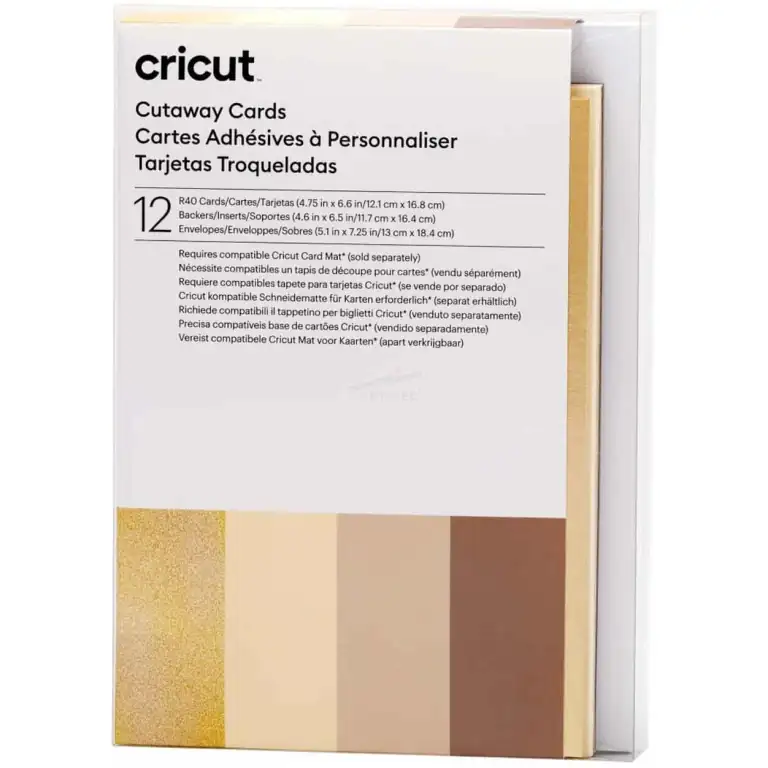 cricut™
Cutaway Cards
Cartes Adhésives à Personnaliser
Tarjetas Troqueladas
12
R40 Cards/Cartes/Tarjetas (4.75 in x 6.6 in/12.1 cm x 16.8 cm)
Backers/Inserts/Soportes (4.6 in x 6.5 in/11.7 cm x 16.4 cm)
Envelopes/Enveloppes/Sobres (5.1 in x 7.25 in/13 cm x 18.4 cm)
Requires compatible Cricut Card Mat* (sold separately)
Nécessite compatibles un tapis de découpe pour cartes* (vendu séparément)
Requiere compatibles tapete para tarjetas Cricut* (se vende por separado)
Cricut kompatible Schneidematte für Karten erforderlich* (separat erhältlich)
Richiede compatibili il tappetino per biglietti Cricut* (venduto separatamente)
Precisa compatíveis base de cartões Cricut* (vendido separadamente)
Vereist compatibele Cricut Mat voor Kaarten* (apart verkrijgbaar)